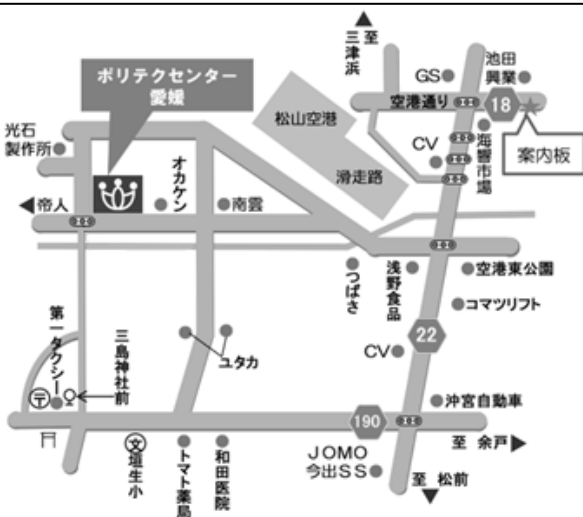 至
三津浜
池田
興業
GS
空港通り
18
ポリテクセンター
愛媛
松山空港
滑走路
CV
海響市場
案内板
光石
製作所
オカケン
南雲
帝人
つばさ
浅野食品
空港東公園
コマツリフト
22
CV
第一タクシー
三島神社前
ユタカ
〒
沖宮自動車
190
至 余戸
文
垣生小
トマト薬局
和田医院
JOMO
今出SS
至 松前